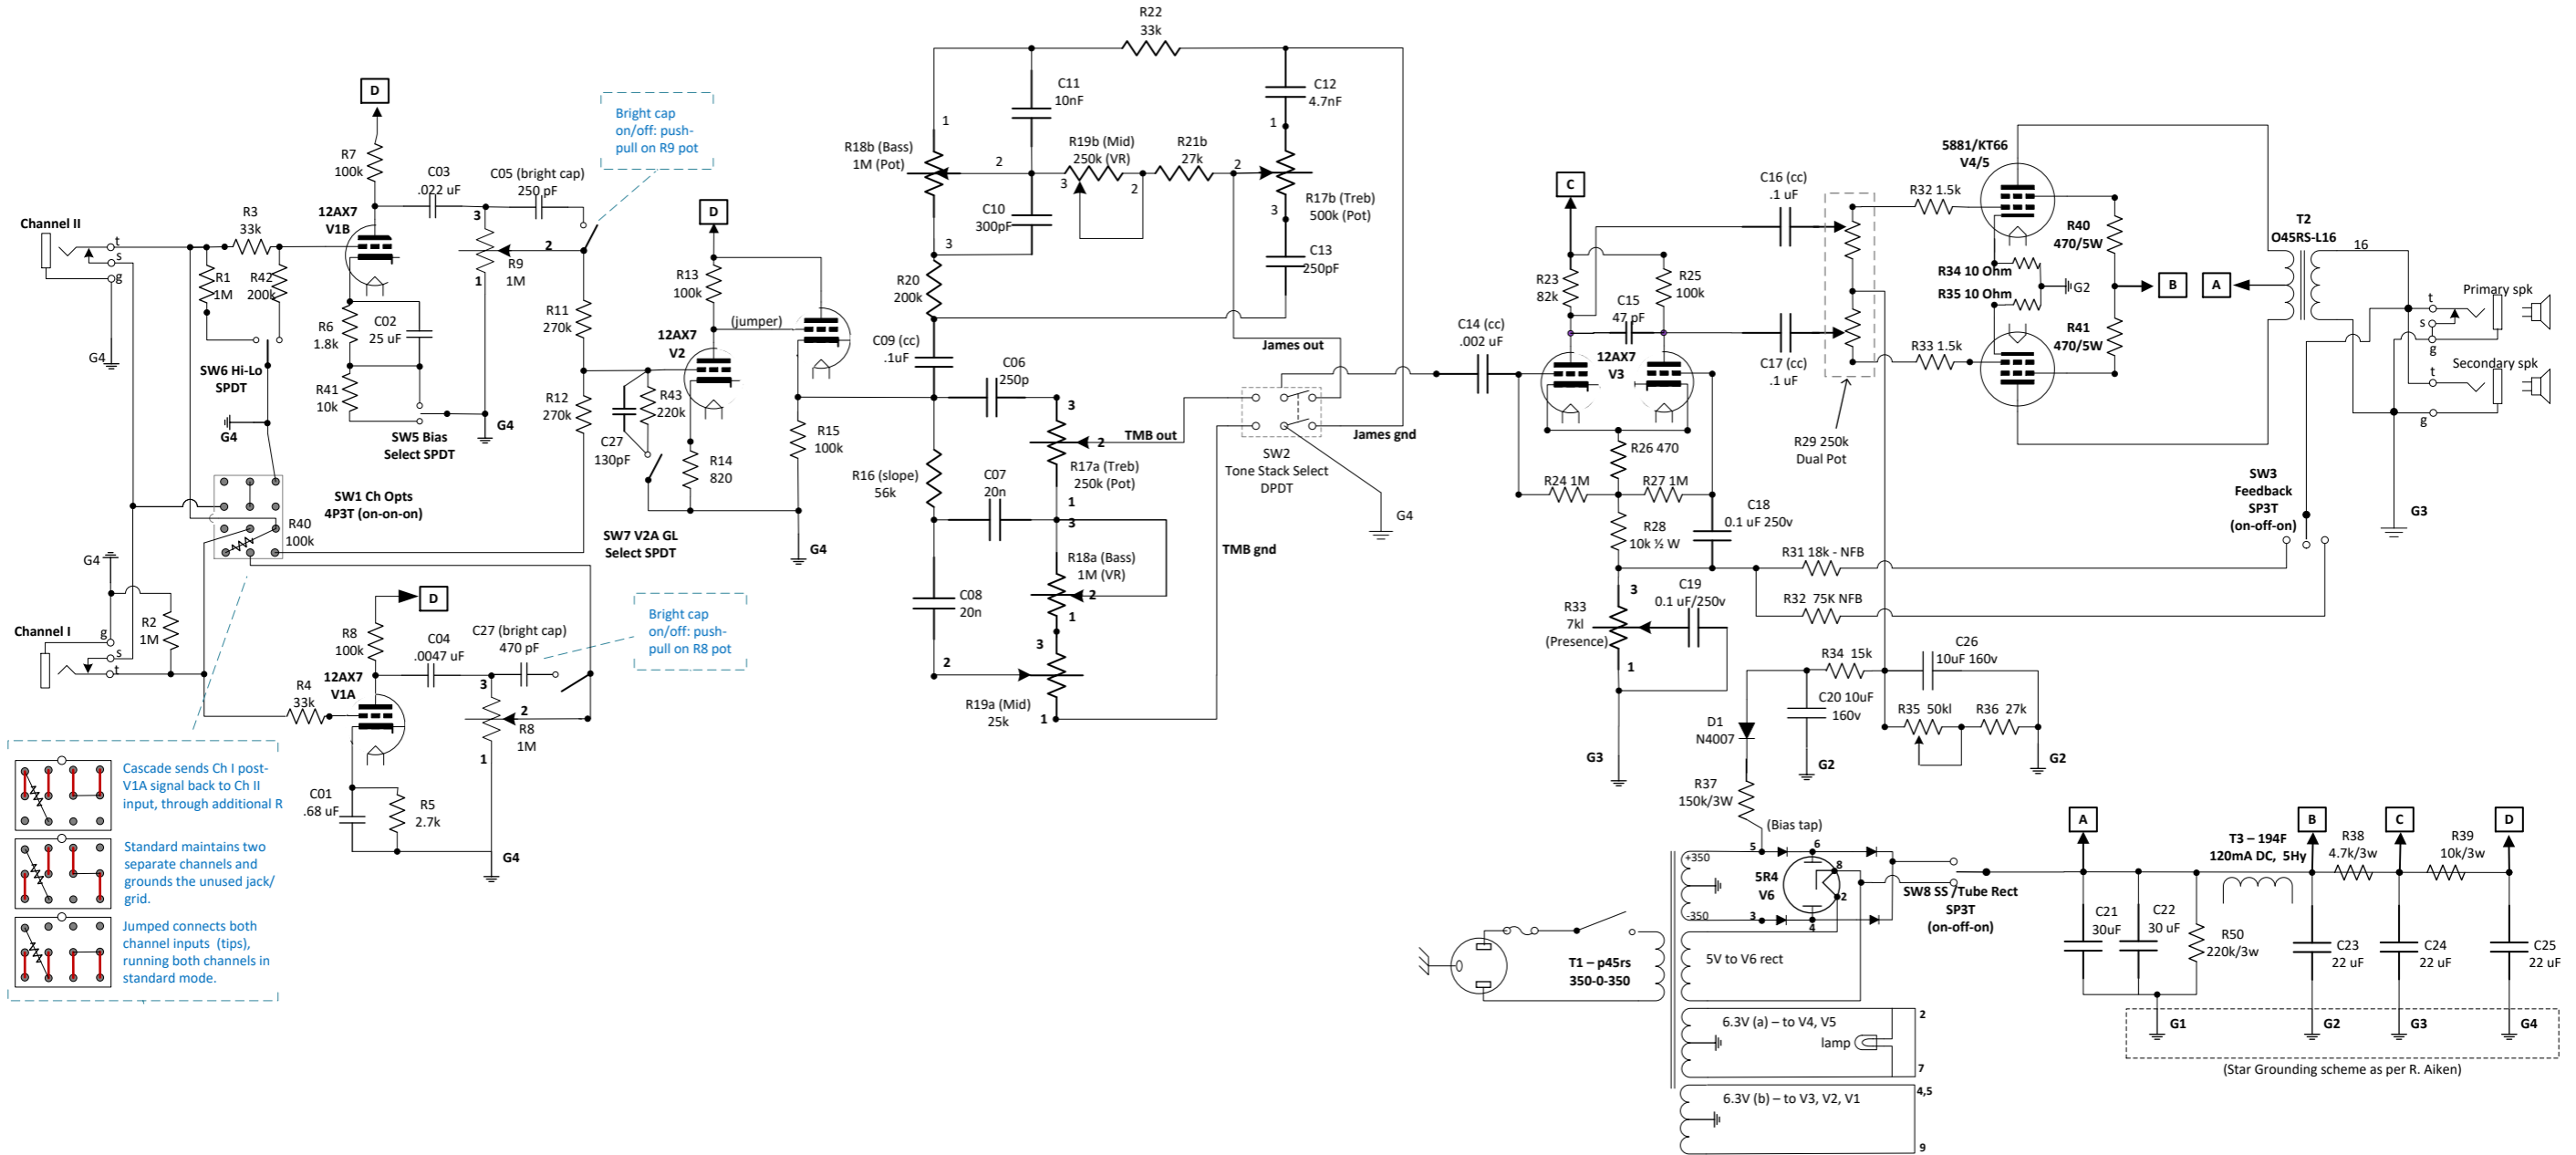 Channel II
t
s
g
G4
R3
33k
R1
1M
R42
200k
SW6 Hi-Lo
SPDT
G4
D
R7
100k
12AX7
V1B
C03
.022 uF
C05 (bright cap)
250 pF
3
2
1
R9
1M
R6
1.8k
C02
25 uF
R41
10k
SW5 Bias
Select SPDT
G4
Bright cap
on/off: push-
pull on R9 pot
R11
270k
R12
270k
SW1 Ch Opts
4P3T (on-on-on)
R40
100k
G4
Channel I
g
s
t
R2
1M
R4
33k
D
R8
100k
12AX7
V1A
C04
.0047 uF
C27 (bright cap)
470 pF
3
2
1
R8
1M
Bright cap
on/off: push-
pull on R8 pot
C01
.68 uF
R5
2.7k
G4
Cascade sends Ch I post-
V1A signal back to Ch II
input, through additional R
Standard maintains two
separate channels and
grounds the unused jack/
grid.
Jumped connects both
channel inputs (tips),
running both channels in
standard mode.
D
R13
100k
12AX7
V2
(jumper)
R43
220k
C27
130pF
R14
820
SW7 V2A GL
Select SPDT
R15
100k
G4
R22
33k
C11
10nF
C12
4.7nF
1
R18b (Bass)
1M (Pot)
2
3
R19b (Mid)
250k (VR)
3
2
R21b
27k
2
1
3
R17b (Treb)
500k (Pot)
C10
300pF
C13
250pF
R20
200k
C09 (cc)
.1uF
C06
250p
3
2
R17a (Treb)
250k (Pot)
1
R16 (slope)
56k
C07
20n
3
R18a (Bass)
1M (VR)
2
1
C08
20n
3
2
R19a (Mid)
25k
1
TMB out
TMB gnd
James out
James gnd
SW2
Tone Stack Select
DPDT
G4
C14 (cc)
.002 uF
C
R23
82k
R25
100k
C15
47 pF
12AX7
V3
R26 470
R24 1M
R27 1M
R28
10k ½ W
C18
0.1 uF 250v
3
R33
7kl
(Presence)
1
C19
0.1 uF/250v
G3
C16 (cc)
.1 uF
C17 (cc)
.1 uF
R29 250k
Dual Pot
R32 1.5k
R33 1.5k
5881/KT66
V4/5
R34 10 Ohm
R35 10 Ohm
G2
R40
470/5W
R41
470/5W
B
A
T2
O45RS-L16
16
Primary spk
t
s
g
Secondary spk
t
g
G3
SW3
Feedback
SP3T
(on-off-on)
R31 18k - NFB
R32 75K NFB
R34 15k
C26
10uF 160v
C20 10uF
160v
R35 50kl
R36 27k
G2
G2
D1
N4007
R37
150k/3W
(Bias tap)
+350
-350
5
6
8
5R4
V6
2
3
4
5V to V6 rect
T1 – p45rs
350-0-350
6.3V (a) – to V4, V5
lamp
2
7
6.3V (b) – to V3, V2, V1
4,5
9
SW8 SS /Tube Rect
SP3T
(on-off-on)
A
T3 – 194F
120mA DC, 5Hy
B
R38
4.7k/3w
C
R39
10k/3w
D
C21
30uF
C22
30 uF
R50
220k/3w
C23
22 uF
C24
22 uF
C25
22 uF
G1
G2
G3
G4
(Star Grounding scheme as per R. Aiken)